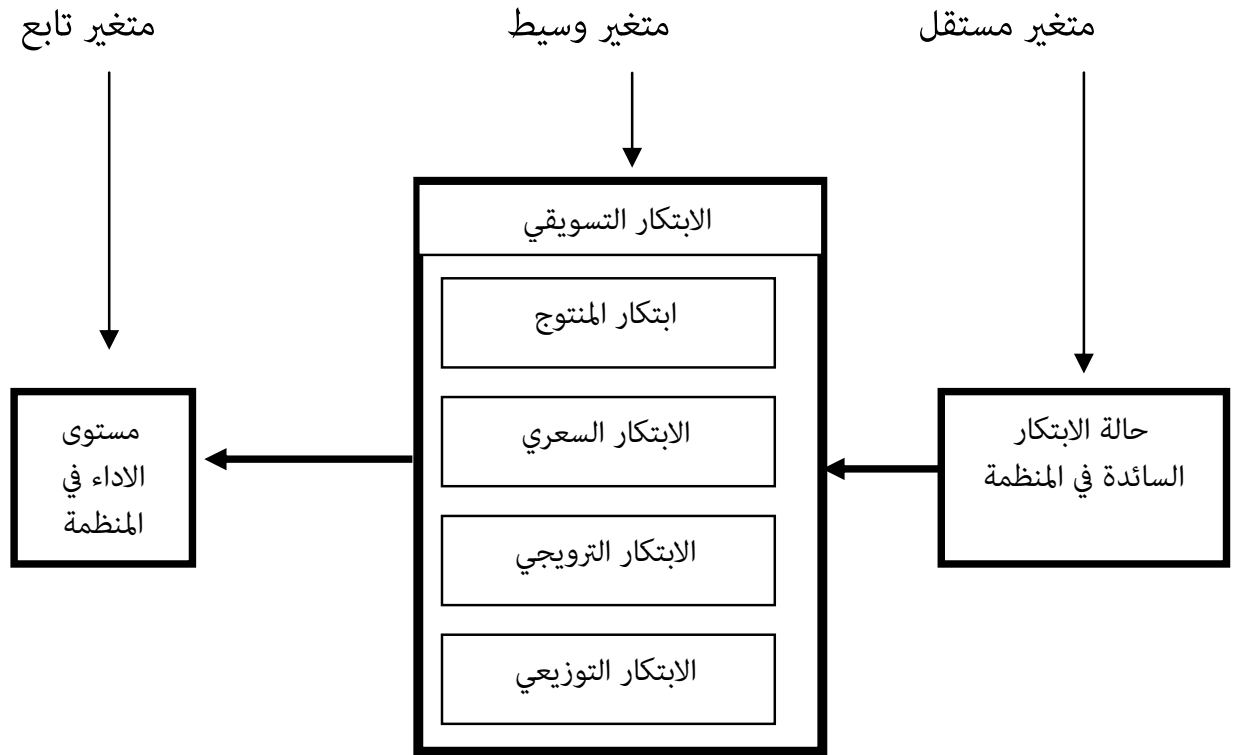 متغير مستقل
متغير وسيط
متغير تابع
الابتكار التسويقي
ابتكار المنتوج
الابتكار السعري
الابتكار الترويجي
الابتكار التوزيعي
حالة الابتكار
السائدة في المنظمة
مستوى
الاداء في
المنظمة